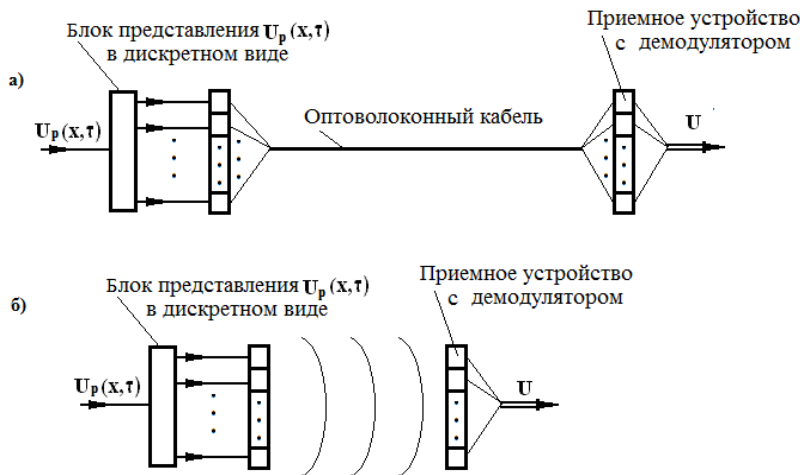 Блок представления Uр(x,τ)
в дискретном виде
Приемное устройство
с демодулятором
а)
Uр(x,τ)
Оптоволоконный кабель
U
Блок представления Uр(x,τ)
в дискретном виде
Приемное устройство
с демодулятором
б)
Uр(x,τ)
U